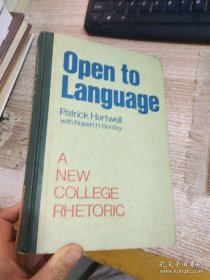 Open to
Language
Patrick Hartwell
with Robert H. Bentley
A
NEW
COLLEGE
RHETORIC